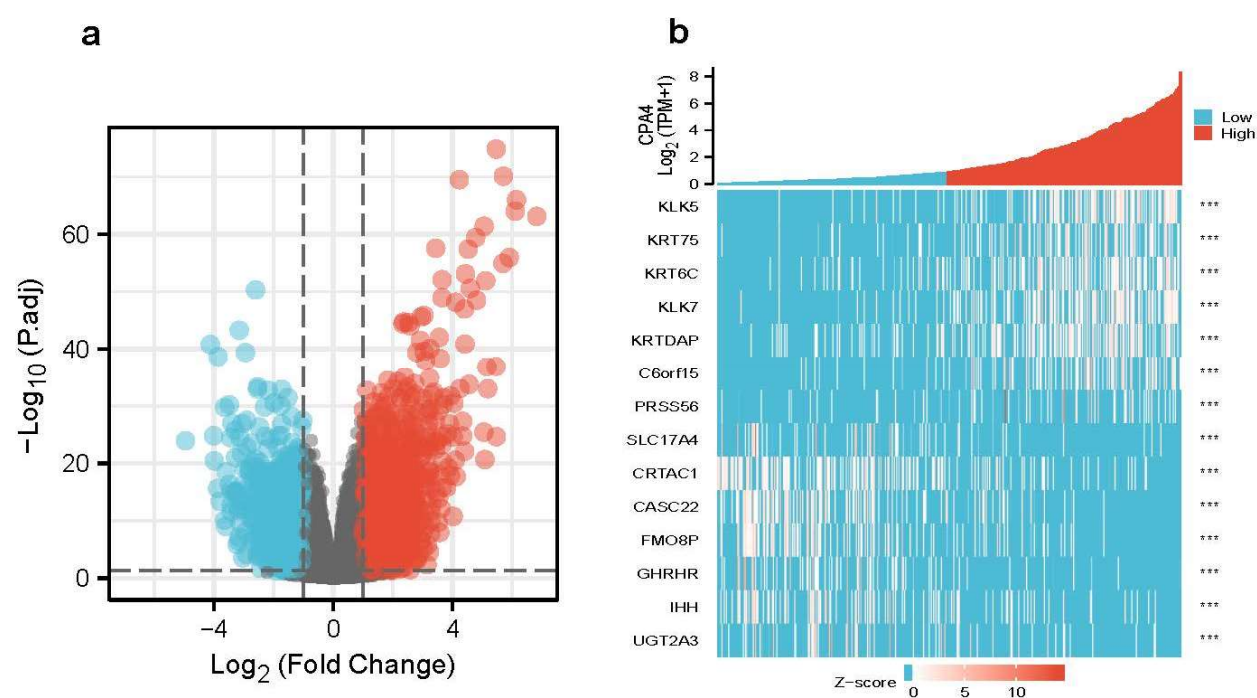 a
−Log10 (P.adj)
60
40
20
0
−4 0 4
Log2 (Fold Change)
b
CPA4
Log2 (TPM+1)
8
6
4
2
0
Low
High
KLK5 ***
KRT75 ***
KRT6C ***
KLK7 ***
KRTDAP ***
C6orf15 ***
PRSS56 ***
SLC17A4 ***
CRTAC1 ***
CASC22 ***
FMO8P ***
GHRHR ***
IHH ***
UGT2A3 ***
Z−score
0 5 10